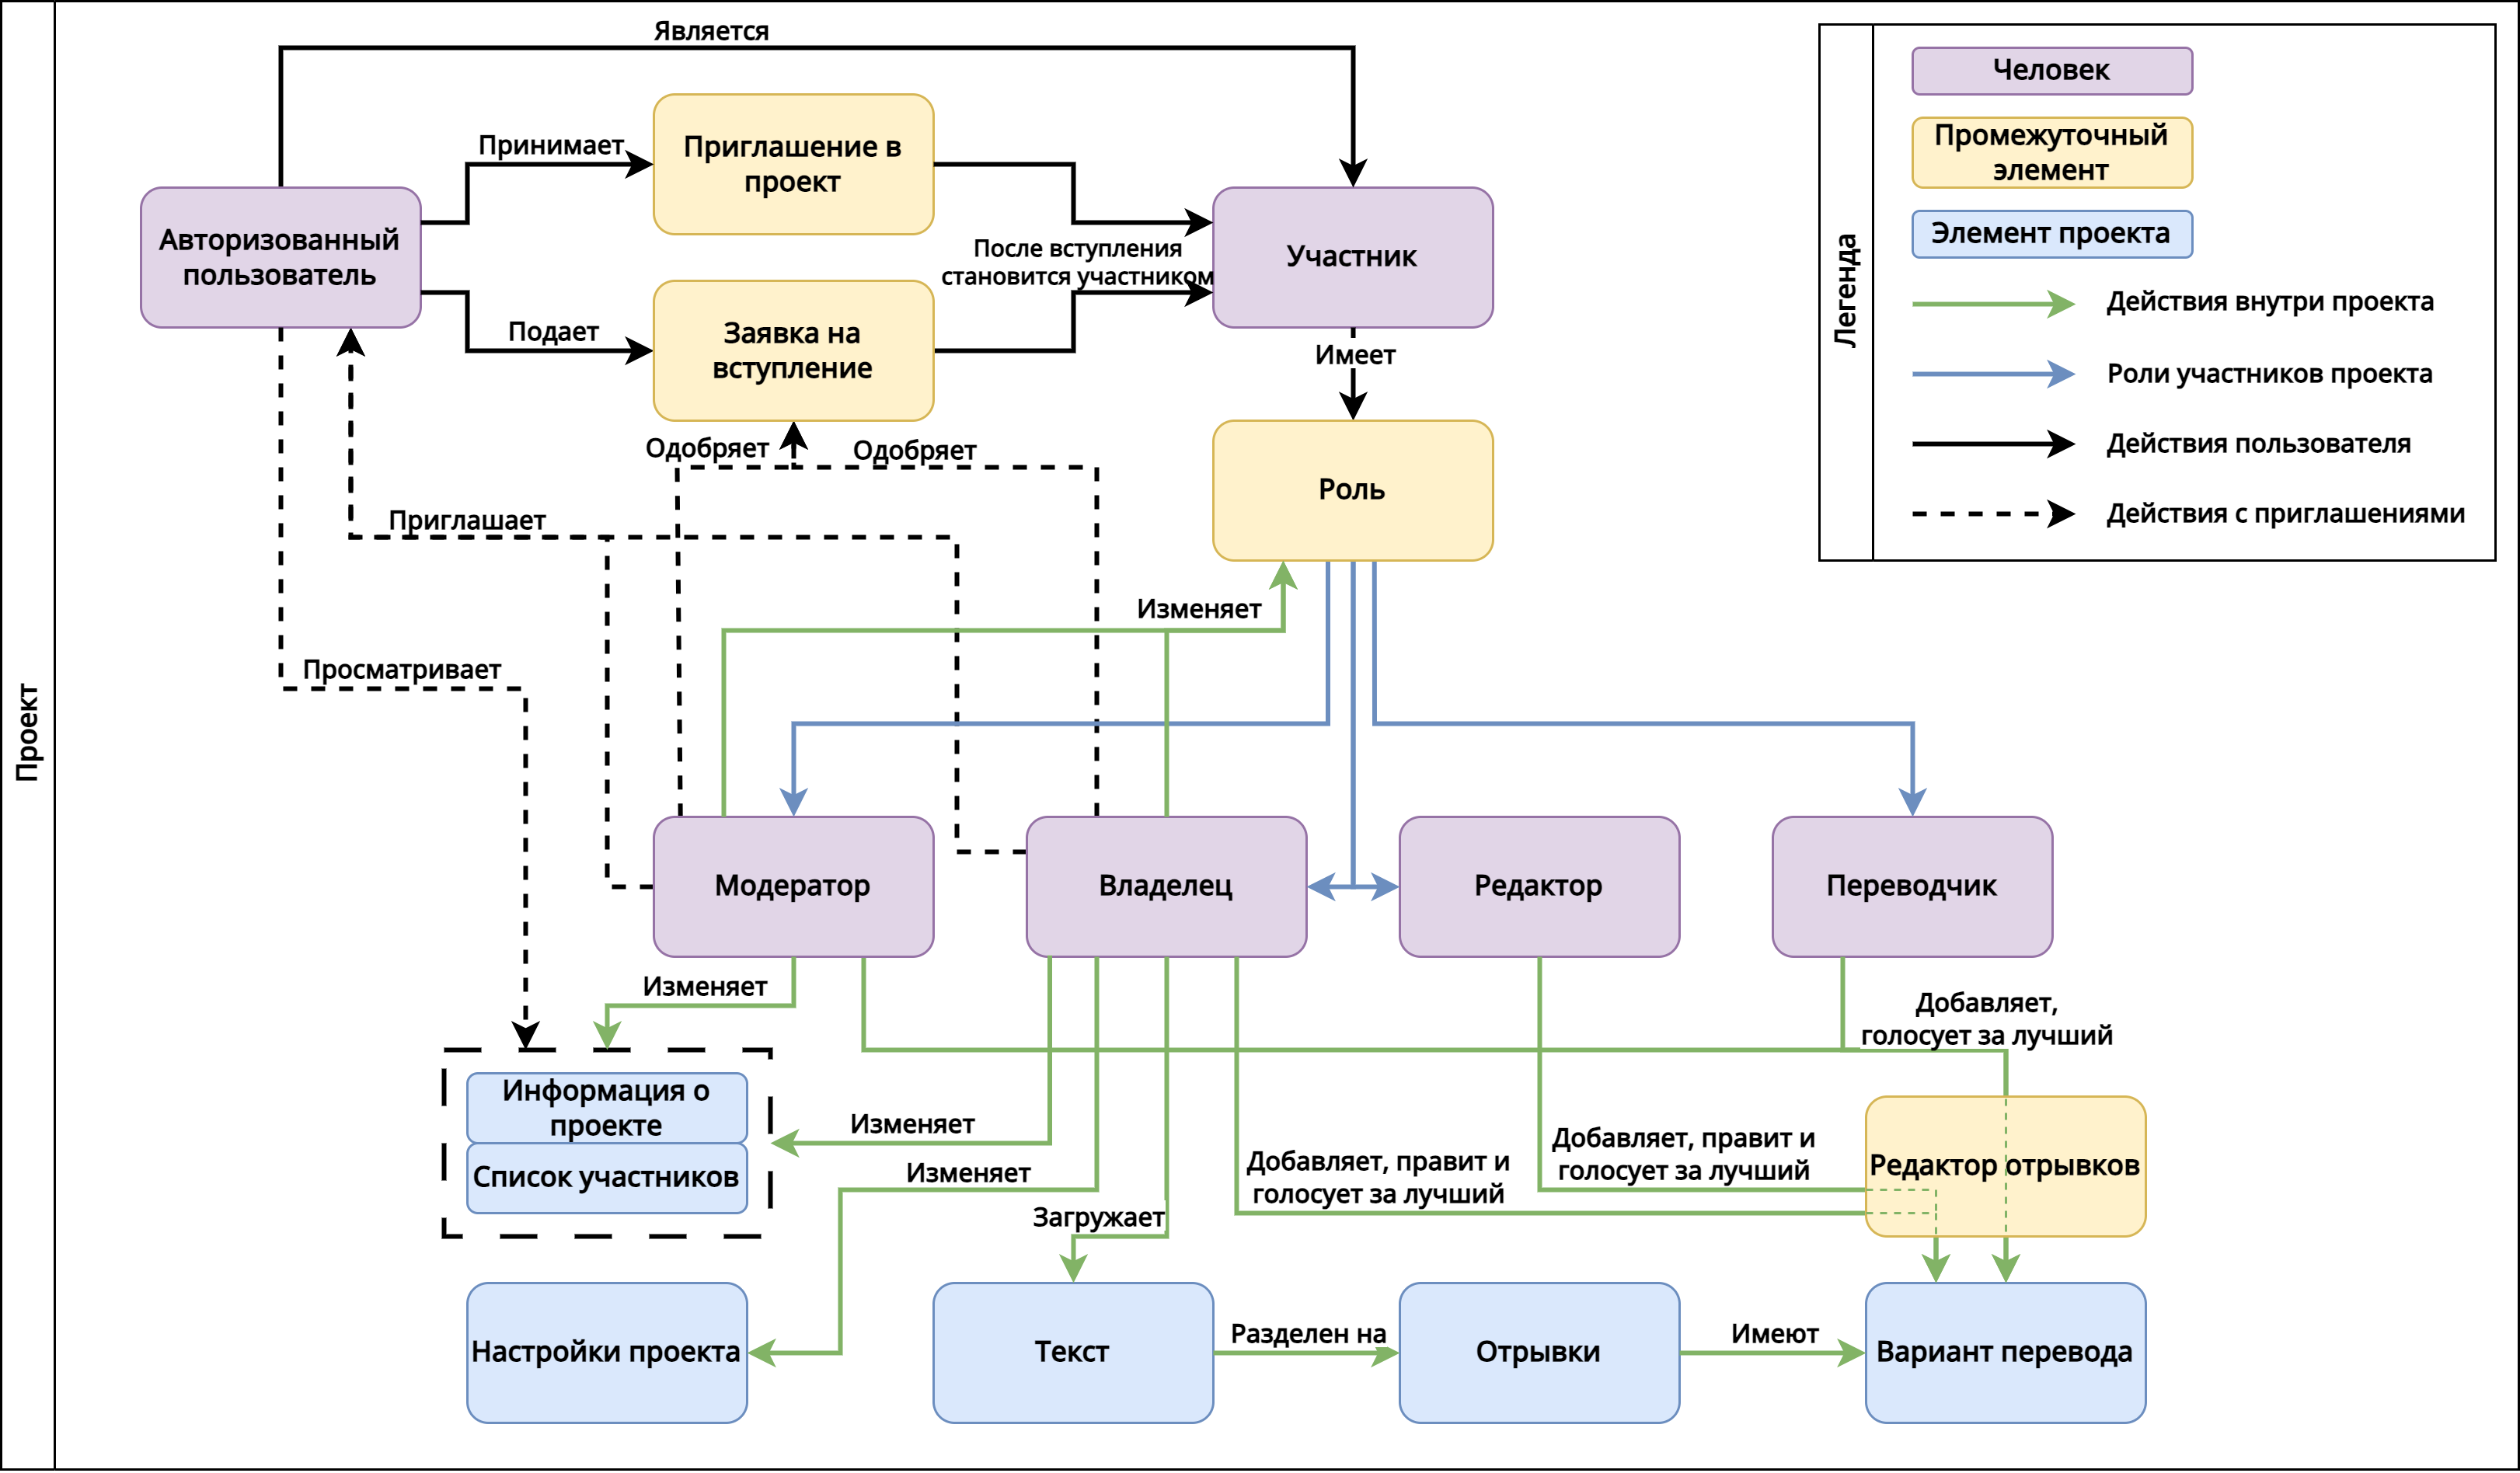 Проект
Является
Принимает
Приглашение в
проект
Авторизованный
пользователь
Подает
Заявка на
вступление
После вступления
становится участником
Участник
Имеет
Роль
Одобряет
Одобряет
Приглашает
Изменяет
Просматривает
Легенда
Человек
Промежуточный
элемент
Элемент проекта
Действия внутри проекта
Роли участников проекта
Действия пользователя
Действия с приглашениями
Модератор
Владелец
Редактор
Переводчик
Изменяет
Добавляет,
голосует за лучший
Информация о
проекте
Список участников
Изменяет
Изменяет
Загружает
Добавляет, правит и
голосует за лучший
Добавляет, правит и
голосует за лучший
Редактор отрывков
Настройки проекта
Текст
Разделен на
Отрывки
Имеют
Вариант перевода